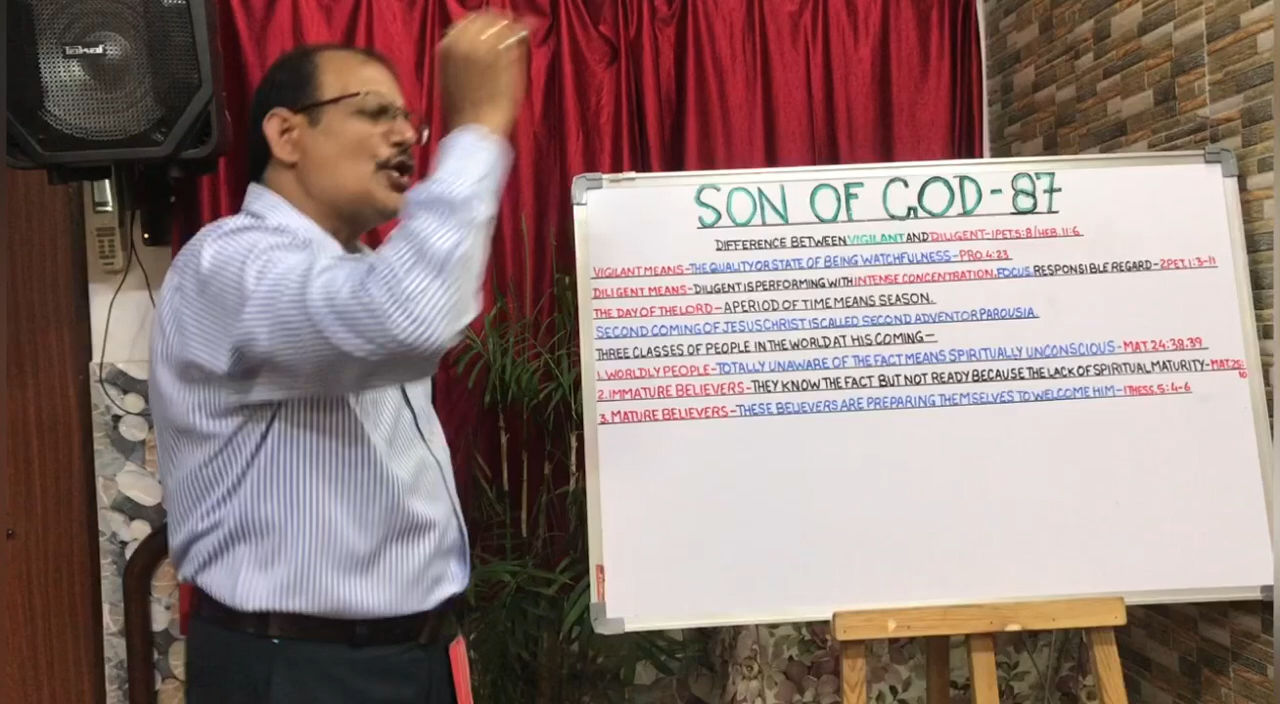 Tokai
SON OF GOD-87
DIFFERENCE BETWEEN VIGILANT AND DILIGENT-1PET.5:8/HEB.11:6
VIGILANT MEANS-THE QUALITY OR STATE OF BEING WATCHFULNESS-PRO.4:23
DILIGENT MEANS-DILIGENT IS PERFORMING WITH INTENSE CONCENTRATION, FOCUS, RESPONSIBLE REGARD-2PET.1:3-11
THE DAY OF THE LORD-A PERIOD OF TIME MEANS SEASON.
SECOND COMING OF JESUS CHRIST IS CALLED SECOND ADVENT OR PAROUSIA.
THREE CLASSES OF PEOPLE IN THE WORLD AT HIS COMING-
1.WORLDLY PEOPLE-TOTALLY UNAWARE OF THE FACT MEANS SPIRITUALLY UNCONSCIOUS-MAT.24:38,39
2.IMMATURE BELIEVERS-THEY KNOW THE FACT BUT NOT READY BECAUSE THE LACK OF SPIRITUAL MATURITY-MAT.25:
10
3.MATURE BELIEVERS-THESE BELIEVERS ARE PREPARING THEMSELVES TO WELCOME HIM-1THESS.5:4-6